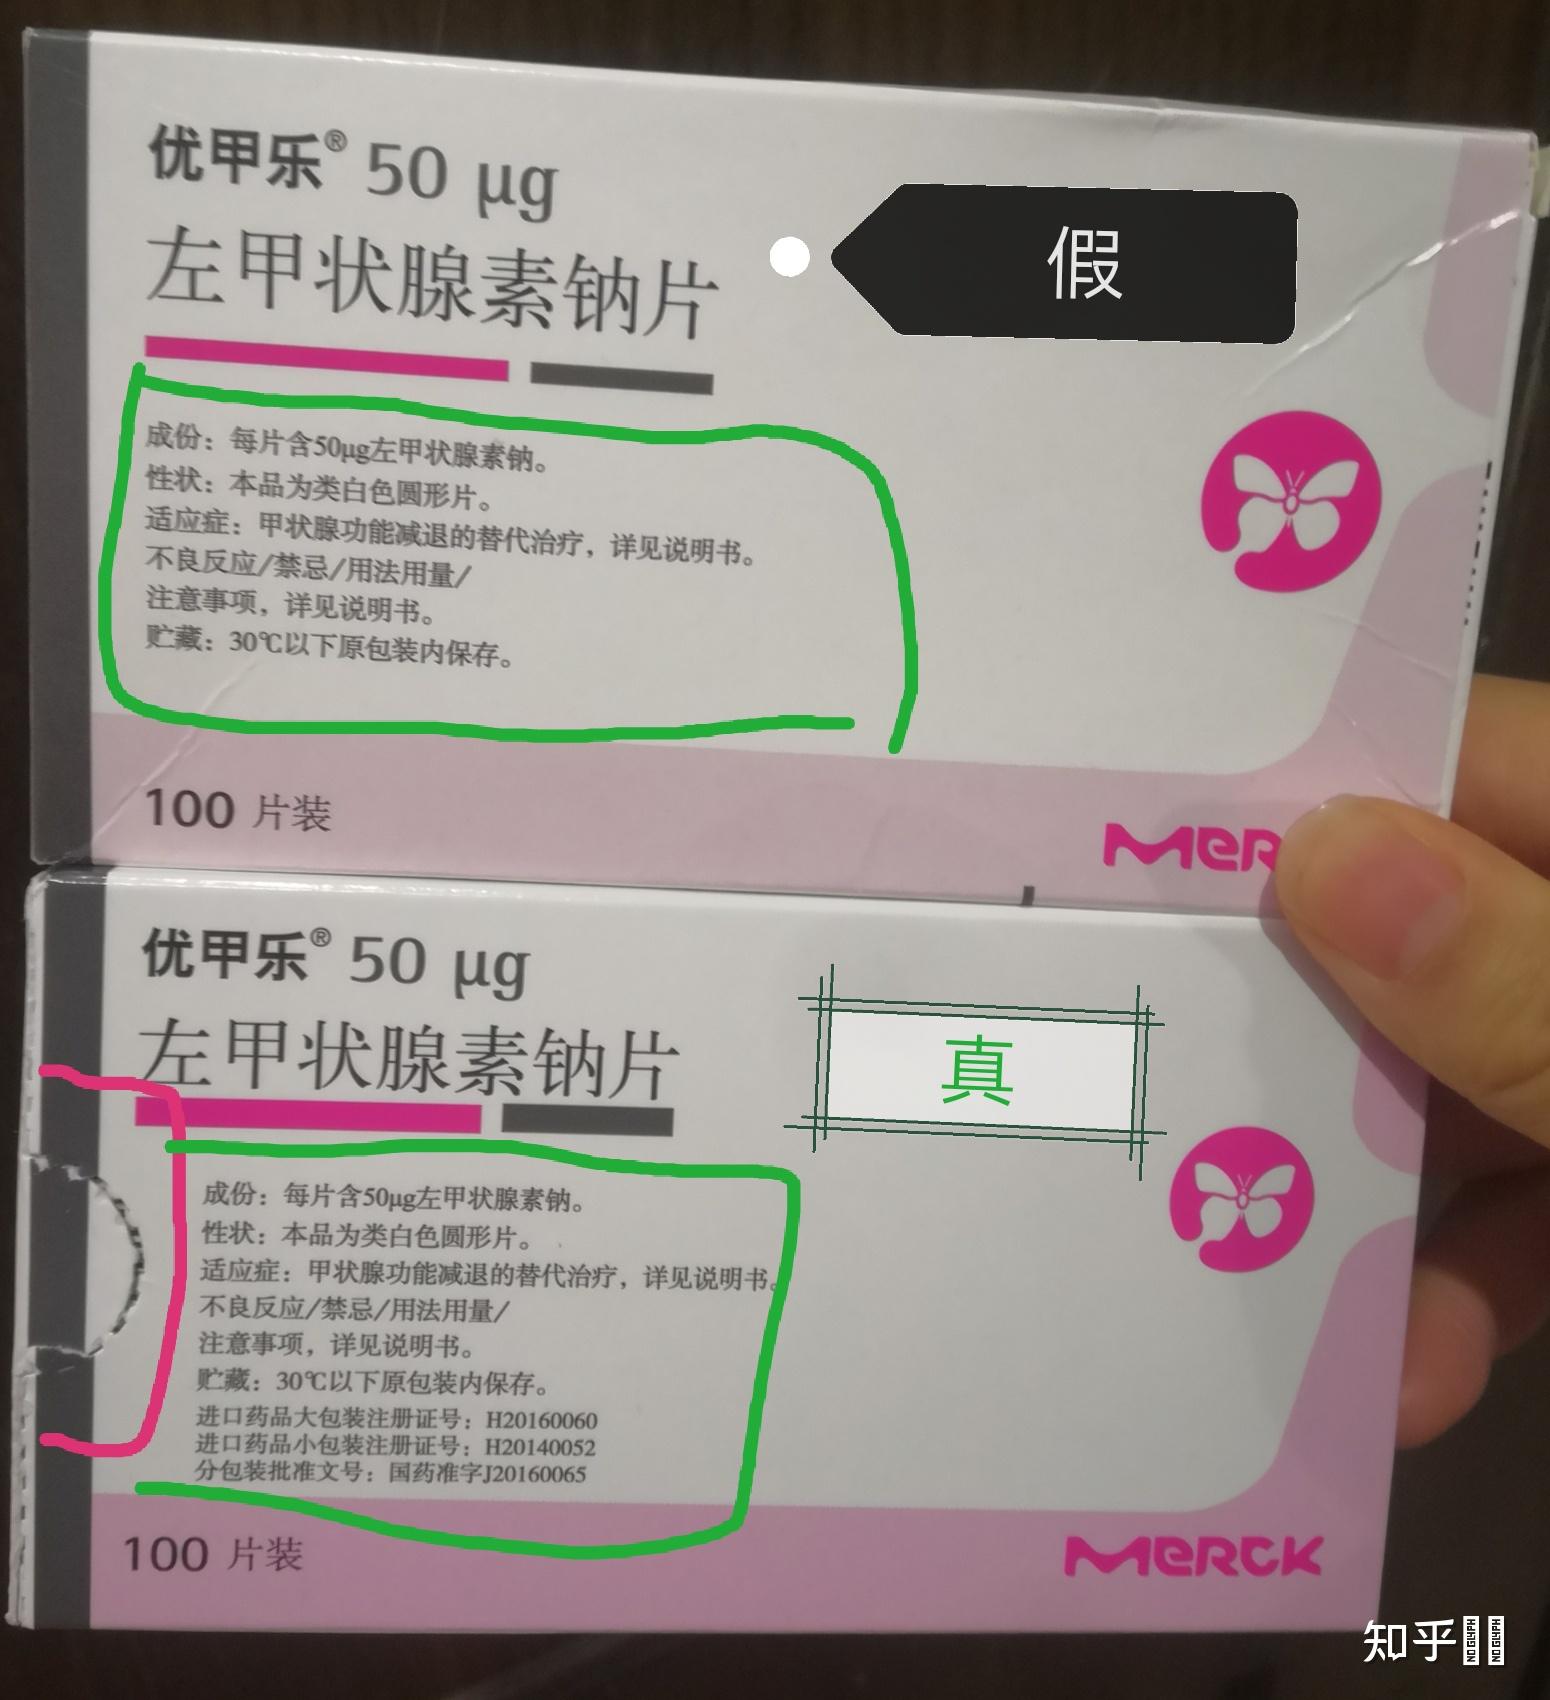 优甲乐® 50 µg
左甲状腺素钠片
假
成份：每片含50µg左甲状腺素钠。
性状：本品为类白色圆形片。
适应症：甲状腺功能减退的替代治疗，详见说明书。
不良反应/禁忌/用法用量/
注意事项，详见说明书。
贮藏：30℃以下原包装内保存。
100 片装
MER
优甲乐® 50 µg
左甲状腺素钠片
真
成份：每片含50µg左甲状腺素钠。
性状：本品为类白色圆形片。
适应症：甲状腺功能减退的替代治疗，详见说明书。
不良反应/禁忌/用法用量/
注意事项，详见说明书。
贮藏：30℃以下原包装内保存。
进口药品大包装注册证号：H20160060
进口药品小包装注册证号：H20140052
分包装批准文号：国药准字J20160065
100 片装
MERCK
知乎